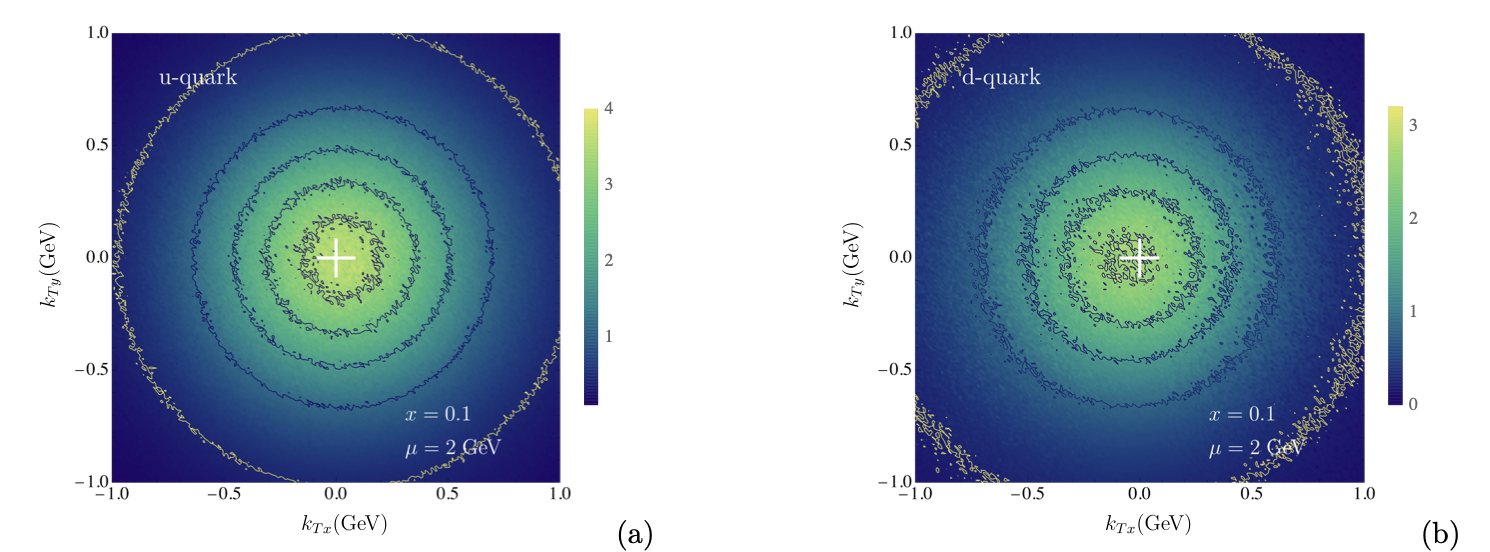 1.0
u-quark
0.5
0.0
−0.5
−1.0
k_{Ty}(GeV)
x = 0.1
μ = 2 GeV
−1.0 −0.5 0.0 0.5 1.0
k_{Tx}(GeV)
4
3
2
1
(a)
1.0
d-quark
0.5
0.0
−0.5
−1.0
k_{Ty}(GeV)
x = 0.1
μ = 2 GeV
−1.0 −0.5 0.0 0.5 1.0
k_{Tx}(GeV)
3
2
1
0
(b)